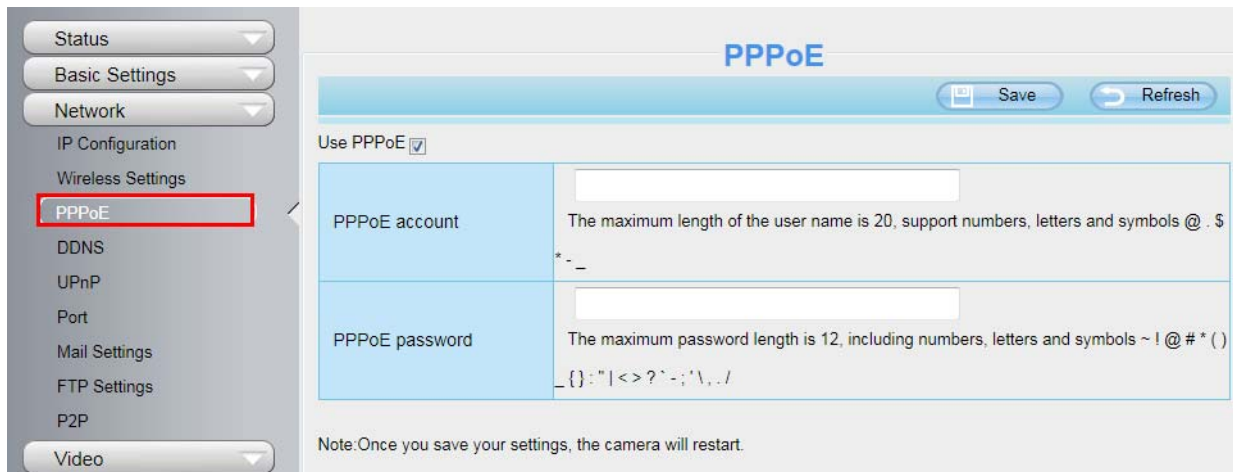 Status
Basic Settings
Network
IP Configuration
Wireless Settings
PPPoE
DDNS
UPnP
Port
Mail Settings
FTP Settings
P2P
Video
PPPoE
Save
Refresh
Use PPPoE
PPPoE account
The maximum length of the user name is 20, support numbers, letters and symbols @ . $
* - _
PPPoE password
The maximum password length is 12, including numbers, letters and symbols ~ ! @ # * ( )
_ { } : " | < > ? ` - ; ' \ , . /
Note:Once you save your settings, the camera will restart.